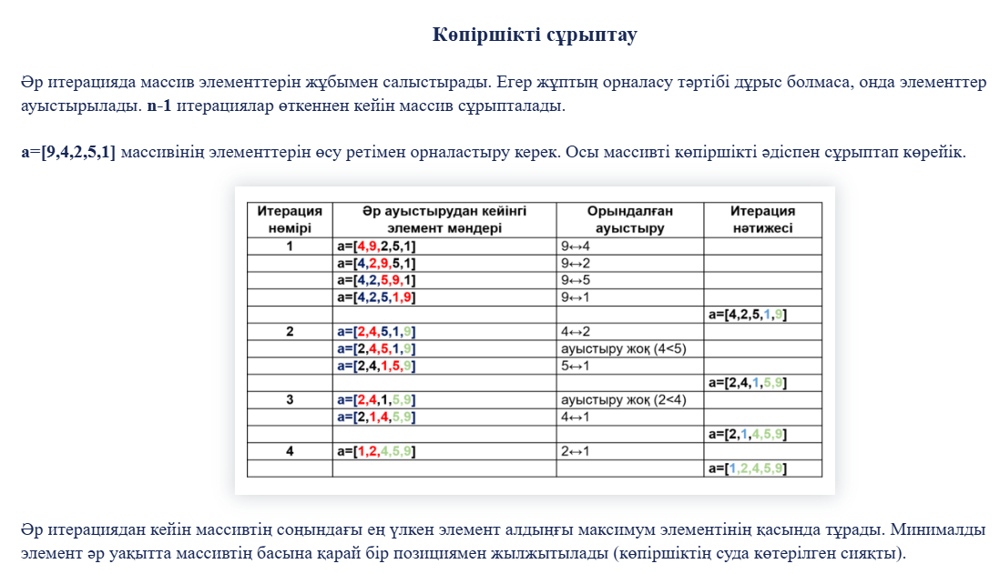 Көпіршікті сұрыптау
Әр итерацияда массив элементтерін жұбымен салыстырады. Егер жұптың орналасу тәртібі дұрыс болмаса, онда элементтер
ауыстырылады. n-1 итерациялар өткеннен кейін массив сұрыпталады.
a=[9,4,2,5,1] массивінің элементтерін өсу ретімен орналастыру керек. Осы массивті көпіршікті әдіспен сұрыптап көрейік.
Итерация нөмірі Әр ауыстырудан кейінгі элемент мәндері Орындалған ауыстыру Итерация нәтижесі
1 a=[4,9,2,5,1] 9↔4
a=[4,2,9,5,1] 9↔2
a=[4,2,5,9,1] 9↔5
a=[4,2,5,1,9] 9↔1
a=[4,2,5,1,9]
2 a=[2,4,5,1,9] 4↔2
a=[2,4,5,1,9] ауыстыру жоқ (4<5)
a=[2,4,1,5,9] 5↔1
a=[2,4,1,5,9]
3 a=[2,4,1,5,9] ауыстыру жоқ (2<4)
a=[2,1,4,5,9] 4↔1
a=[2,1,4,5,9]
4 a=[1,2,4,5,9] 2↔1
a=[1,2,4,5,9]
Әр итерациядан кейін массивтің соңындағы ең үлкен элемент алдыңғы максимум элементінің қасында тұрады. Минималды
элемент әр уақытта массивтің басына қарай бір позициямен жылжытылады (көпіршіктің суда көтерілген сияқты).